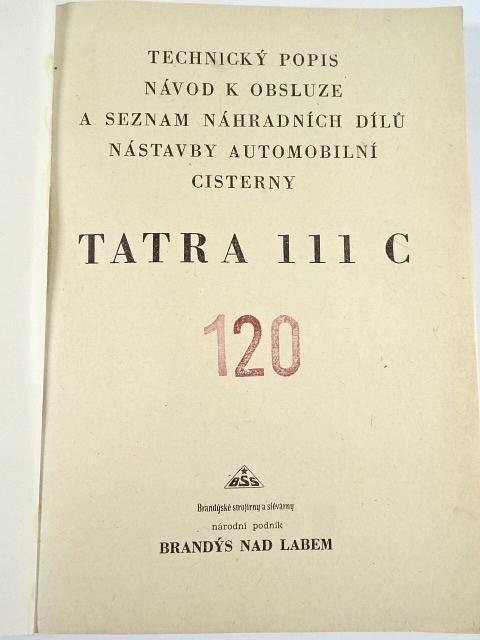 TECHNICKÝ POPIS
NÁVOD K OBSLUZE
A SEZNAM NÁHRADNÍCH DÍLŮ
NÁSTAVBY AUTOMOBILNÍ
CISTERNY
TATRA 111 C
120
BSS
Brandýské strojírny a slévárny
národní podnik
BRANDÝS NAD LABEM